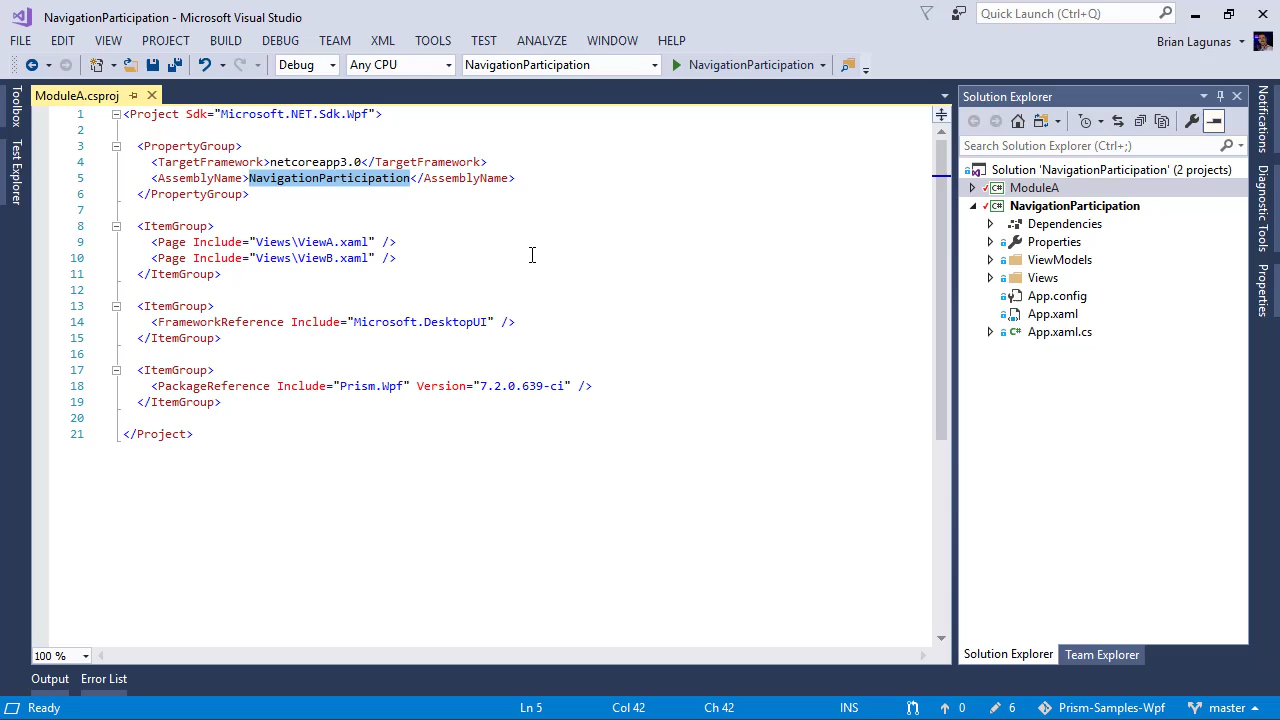 NavigationParticipation - Microsoft Visual Studio
Quick Launch (Ctrl+Q)
FILE EDIT VIEW PROJECT BUILD DEBUG TEAM XML TOOLS TEST ANALYZE WINDOW HELP
Brian Lagunas
Debug Any CPU NavigationParticipation NavigationParticipation
Toolbox
Test Explorer
ModuleA.csproj
1 <Project Sdk="Microsoft.NET.Sdk.Wpf">
2
3 <PropertyGroup>
4 <TargetFramework>netcoreapp3.0</TargetFramework>
5 <AssemblyName>NavigationParticipation</AssemblyName>
6 </PropertyGroup>
7
8 <ItemGroup>
9 <Page Include="Views\ViewA.xaml" />
10 <Page Include="Views\ViewB.xaml" />
11 </ItemGroup>
12
13 <ItemGroup>
14 <FrameworkReference Include="Microsoft.DesktopUI" />
15 </ItemGroup>
16
17 <ItemGroup>
18 <PackageReference Include="Prism.Wpf" Version="7.2.0.639-ci" />
19 </ItemGroup>
20
21 </Project>
100 %
Solution Explorer
Search Solution Explorer (Ctrl+;)
Solution 'NavigationParticipation' (2 projects)
ModuleA
NavigationParticipation
Dependencies
Properties
ViewModels
Views
App.config
App.xaml
App.xaml.cs
Solution Explorer Team Explorer
Notifications
Diagnostic Tools
Properties
Output Error List
Ready Ln 5 Col 42 Ch 42 INS 0 6 Prism-Samples-Wpf master